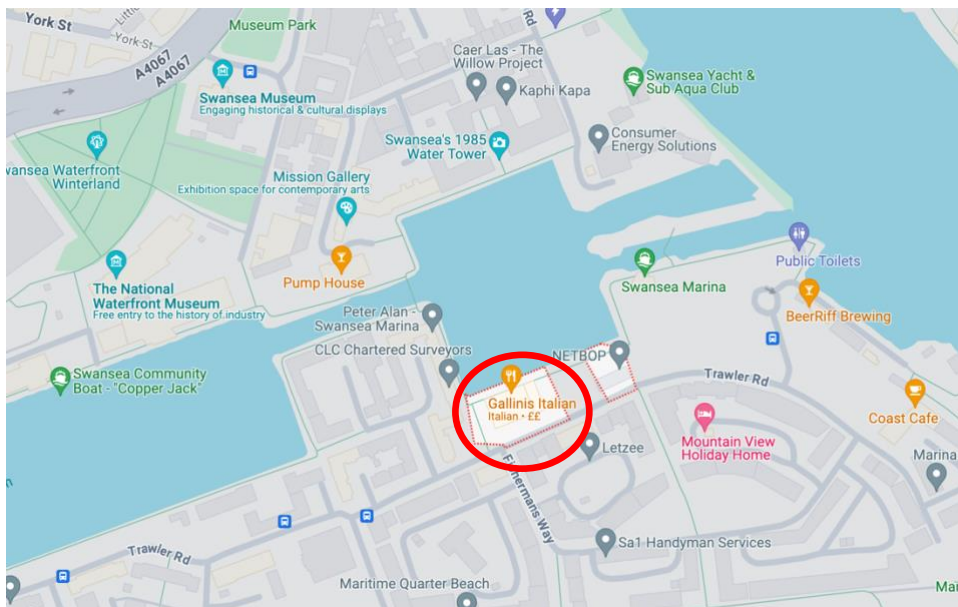 York St
Little
York St
A4067
A4067
Museum Park
Rd
Caer Las - The
Willow Project
Kaphi Kapa
Swansea Yacht &
Sub Aqua Club
Swansea Museum
Engaging historical & cultural displays
Swansea's 1985
Water Tower
Consumer
Energy Solutions
wansea Waterfront
Winterland
Mission Gallery
Exhibition space for contemporary arts
Public Toilets
The National
Waterfront Museum
Free entry to the history of industry
Pump House
Swansea Marina
Peter Alan -
Swansea Marina
BeerRiff Brewing
CLC Chartered Surveyors
NETBOP
Swansea Community
Boat - "Copper Jack"
Trawler Rd
Gallinis Italian
Italian • ££
Coast Cafe
Letzee
Mountain View
Holiday Home
Marina
Fishermans Way
Sa1 Handyman Services
Trawler Rd
Maritime Quarter Beach
Mai